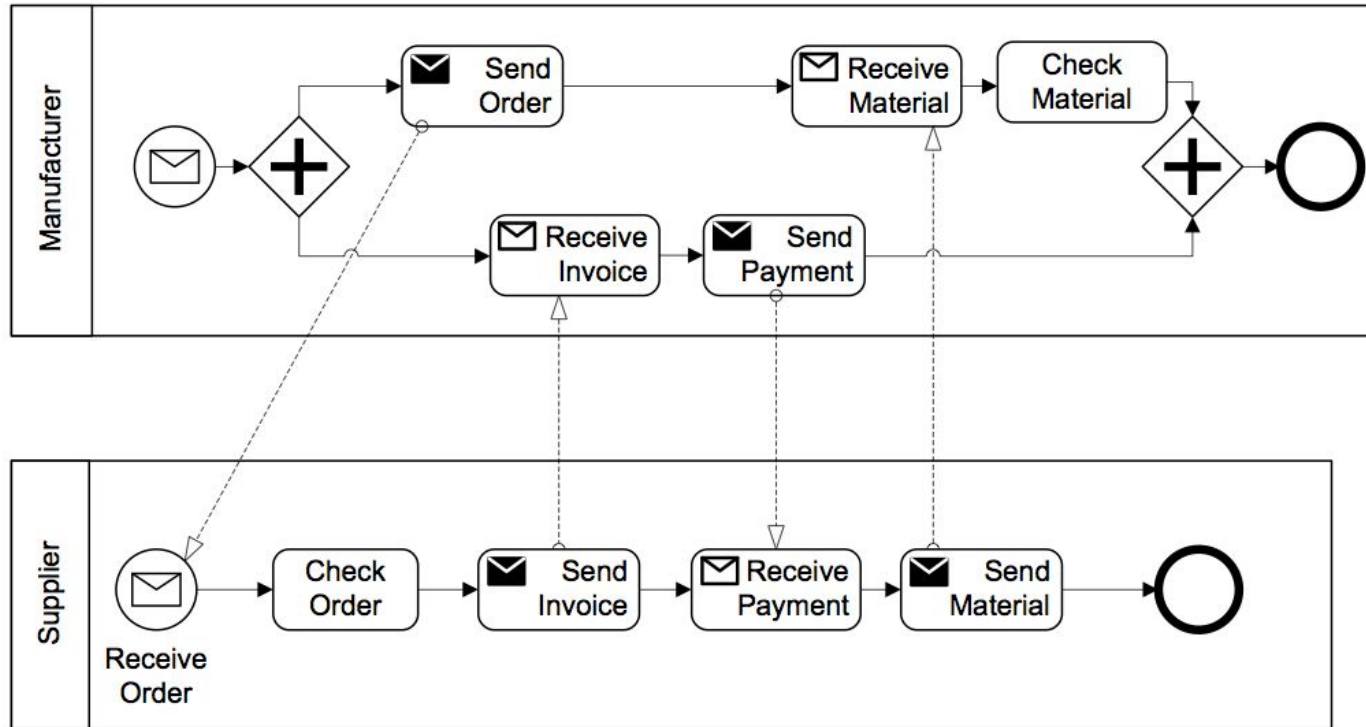 Manufacturer
Send
Order
Receive
Material
Check
Material
Receive
Invoice
Send
Payment
Supplier
Receive
Order
Check
Order
Send
Invoice
Receive
Payment
Send
Material